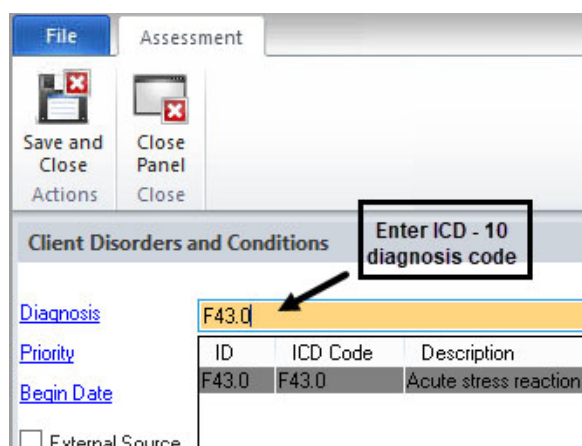 File Assessment
Save and Close
Close Panel
Actions Close
Client Disorders and Conditions
Enter ICD - 10
diagnosis code
Diagnosis F43.0
Priority
ID ICD Code Description
F43.0 F43.0 Acute stress reaction
Begin Date
External Source